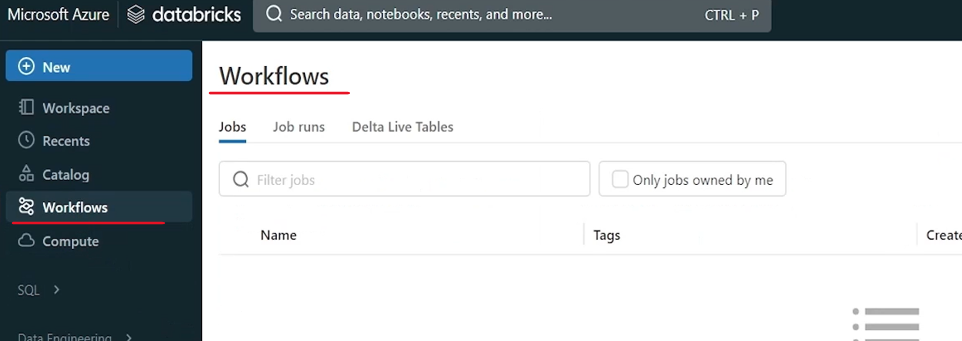 Microsoft Azure databricks Search data, notebooks, recents, and more... CTRL + P
New
Workspace
Recents
Catalog
Workflows
Compute
SQL
Data Engineering
Workflows
Jobs Job runs Delta Live Tables
Filter jobs Only jobs owned by me
Name Tags Create